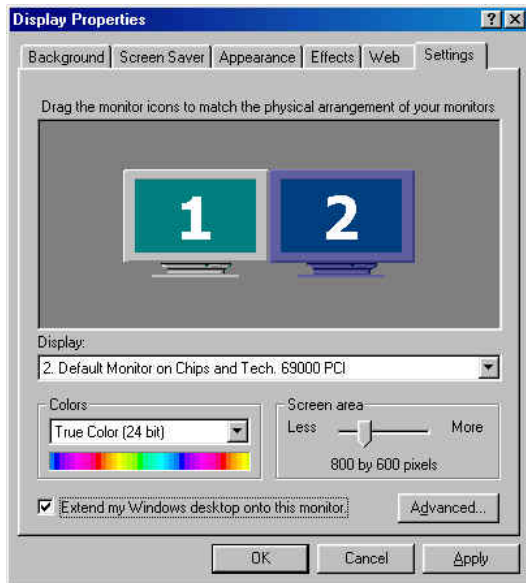 Display Properties
Background Screen Saver Appearance Effects Web Settings
Drag the monitor icons to match the physical arrangement of your monitors
1 2
Display:
2. Default Monitor on Chips and Tech. 69000 PCI
Colors
True Color (24 bit)
Screen area
Less More
800 by 600 pixels
Extend my Windows desktop onto this monitor.
Advanced...
OK Cancel Apply